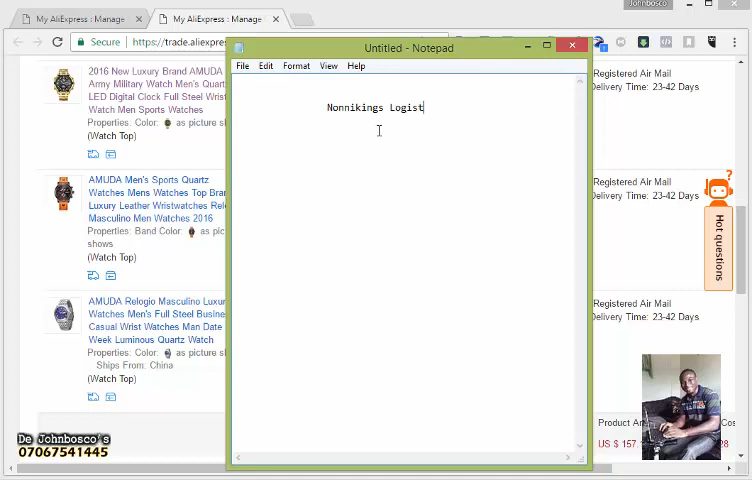 Johnbosco
My AliExpress : Manage
My AliExpress : Manage
Secure
https://trade.aliexpres
Untitled - Notepad
File Edit Format View Help
Nonnikings Logist
2016 New Luxury Brand AMUDA
Army Military Watch Men's Quart
LED Digital Clock Full Steel Wrist
Watch Men Sports Watches
Properties: Color: as picture s
(Watch Top)
Registered Air Mail
Delivery Time: 23-42 Days
AMUDA Men's Sports Quartz
Watches Mens Watches Top Bran
Luxury Leather Wristwatches Relo
Masculino Men Watches 2016
Properties: Band Color: as pic
shows
(Watch Top)
Registered Air Mail
Delivery Time: 23-42 Days
Hot questions
AMUDA Relogio Masculino Luxur
Watches Men's Full Steel Busine
Casual Wrist Watches Man Date
Week Luminous Quartz Watch
Properties: Color: as picture sh
Ships From: China
(Watch Top)
Registered Air Mail
Delivery Time: 23-42 Days
Product Am
Cos
US $ 157.
28
De Johnbosco's
07067541445